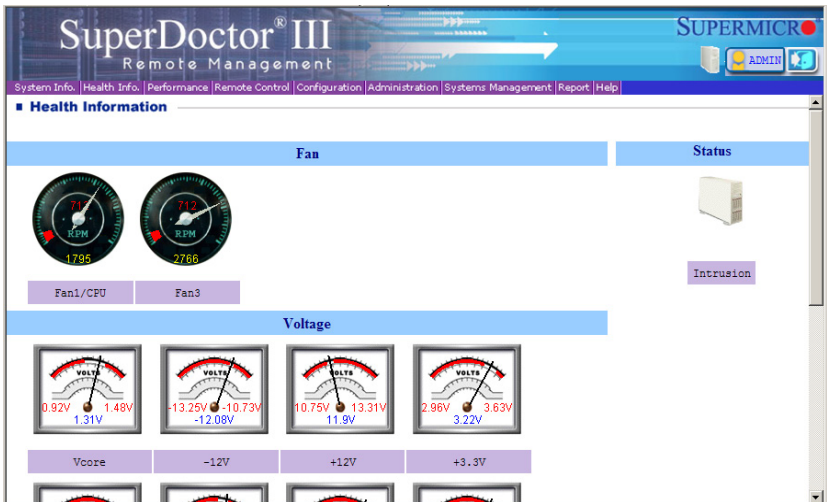 SuperDoctor® III
Remote Management
SUPERMICRO®
ADMIN
System Info. Health Info. Performance Remote Control Configuration Administration Systems Management Report Help
Health Information
Fan
Status
712
712
RPM
RPM
1795
2766
Fan1/CPU
Fan3
Intrusion
Voltage
VOLTS
VOLTS
VOLTS
VOLTS
0.92V 1.48V
-13.25V -10.73V
10.75V 13.31V
2.96V 3.63V
1.31V
-12.08V
11.9V
3.22V
Vcore
-12V
+12V
+3.3V